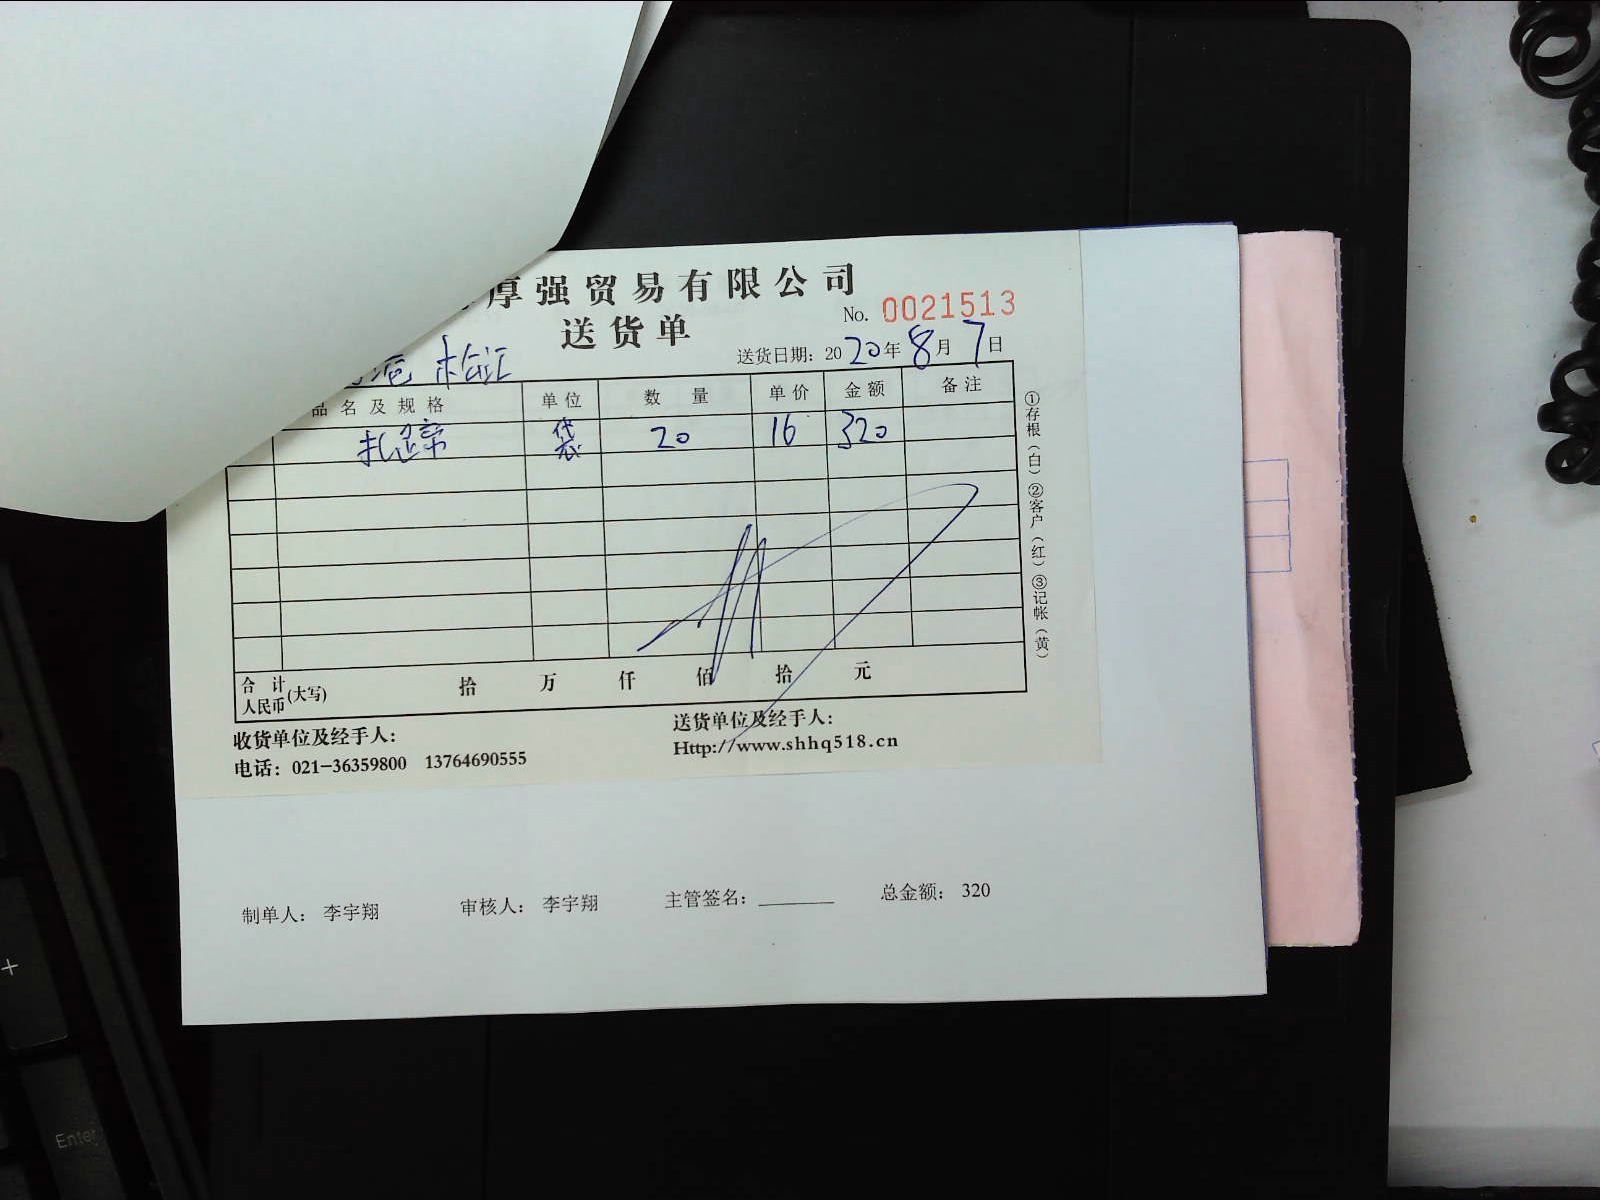 厚强贸易有限公司
送货单
No. 0021513
松江
送货日期：2020年8月7日
品名及规格 单位 数量 单价 金额 备注
扎 带 袋 20 16 320
①存根（白）②客户（红）③记帐（黄）
合计人民币(大写) 拾 万 仟 佰 拾 元
收货单位及经手人：
送货单位及经手人：
电话：021-36359800 13764690555
Http://www.shhq518.cn
制单人： 李宇翔 审核人： 李宇翔 主管签名：______ 总金额： 320
+
Enter